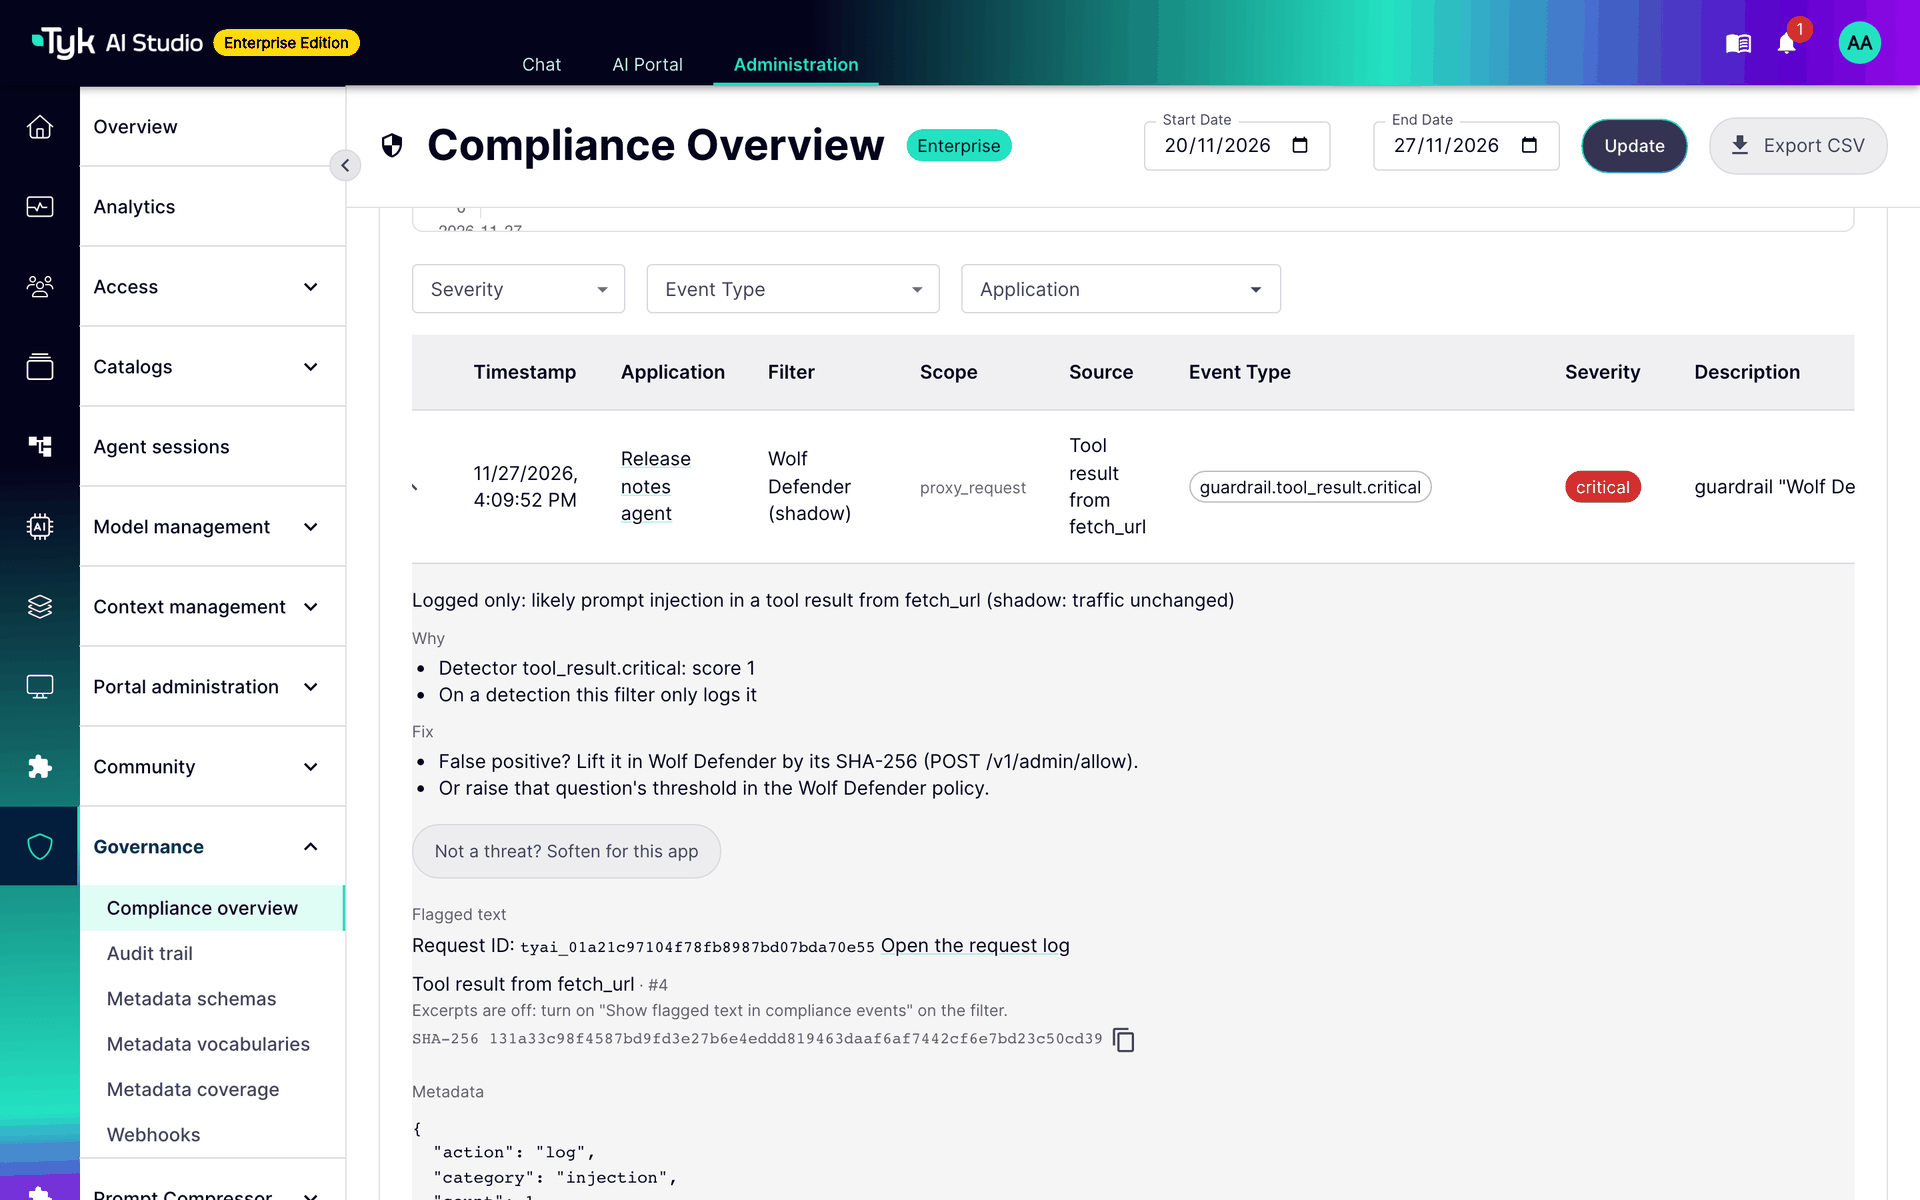 Tyk AI Studio Enterprise Edition
Chat
AI Portal
Administration
1
AA
Overview
Analytics
Access
Catalogs
Agent sessions
Model management
Context management
Portal administration
Community
Governance
Compliance overview
Audit trail
Metadata schemas
Metadata vocabularies
Metadata coverage
Webhooks
Prompt Compressor
Compliance Overview Enterprise
Start Date
20/11/2026
End Date
27/11/2026
Update
Export CSV
0
2026-11-27
Severity
Event Type
Application
Timestamp Application Filter Scope Source Event Type Severity Description
11/27/2026,
4:09:52 PM
Release
notes
agent
Wolf
Defender
(shadow)
proxy_request
Tool
result
from
fetch_url
guardrail.tool_result.critical
critical
guardrail "Wolf De
Logged only: likely prompt injection in a tool result from fetch_url (shadow: traffic unchanged)
Why
• Detector tool_result.critical: score 1
• On a detection this filter only logs it
Fix
• False positive? Lift it in Wolf Defender by its SHA-256 (POST /v1/admin/allow).
• Or raise that question's threshold in the Wolf Defender policy.
Not a threat? Soften for this app
Flagged text
Request ID: tyai_01a21c97104f78fb8987bd07bda70e55 Open the request log
Tool result from fetch_url · #4
Excerpts are off: turn on "Show flagged text in compliance events" on the filter.
SHA-256 131a33c98f4587bd9fd3e27b6e4eddd819463daaf6af7442cf6e7bd23c50cd39
Metadata
{
"action": "log",
"category": "injection",
"count": 1